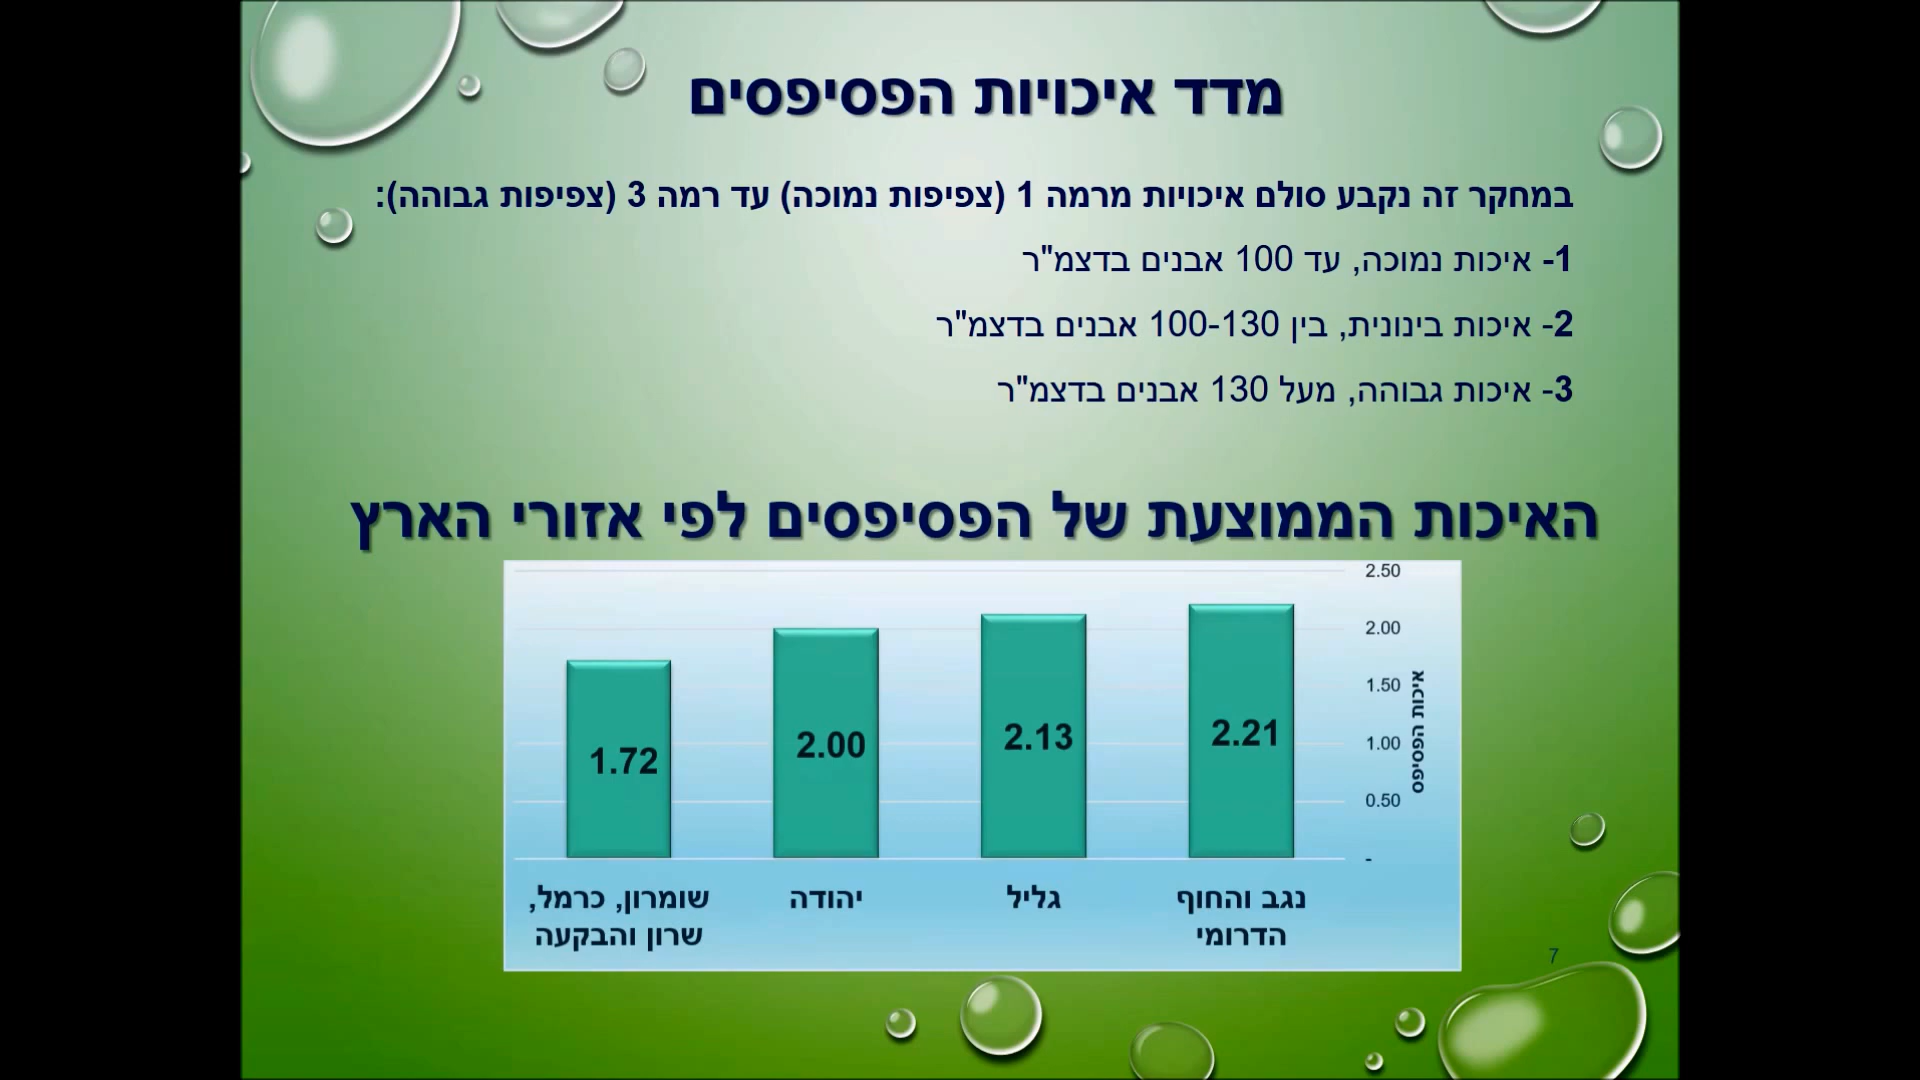 מדד איכויות הפסיפסים
במחקר זה נקבע סולם איכויות מרמה 1 (צפיפות נמוכה) עד רמה 3 (צפיפות גבוהה):
1- איכות נמוכה, עד 100 אבנים בדצמ"ר
2- איכות בינונית, בין 100-130 אבנים בדצמ"ר
3- איכות גבוהה, מעל 130 אבנים בדצמ"ר
האיכות הממוצעת של הפסיפסים לפי אזורי הארץ
2.50
2.00
1.50
1.00
0.50
-
איכות הפסיפס
2.21
2.13
2.00
1.72
נגב והחוף
הדרומי
גליל
יהודה
שומרון, כרמל,
שרון והבקעה
7